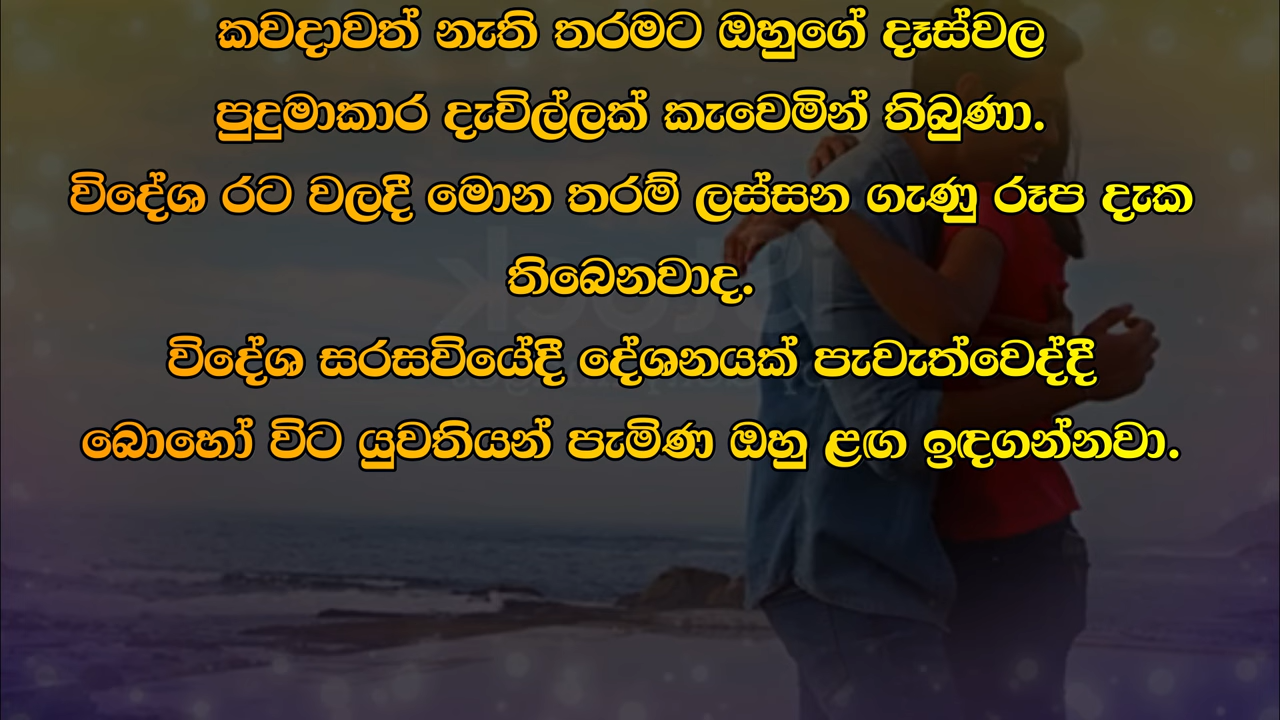 කවදාවත් නැති තරමට ඔහුගේ දෑස්වල
පුදුමාකාර දැවිල්ලක් කැවෙමින් තිබුණා.
විදේශ රට වලදී මොන තරම් ලස්සන ගැණු රූප දැක
තිබෙනවාද.
විදේශ සරසවියේදී දේශනයක් පැවැත්වෙද්දී
බොහෝ විට යුවතියන් පැමිණ ඔහු ළඟ ඉඳගන්නවා.